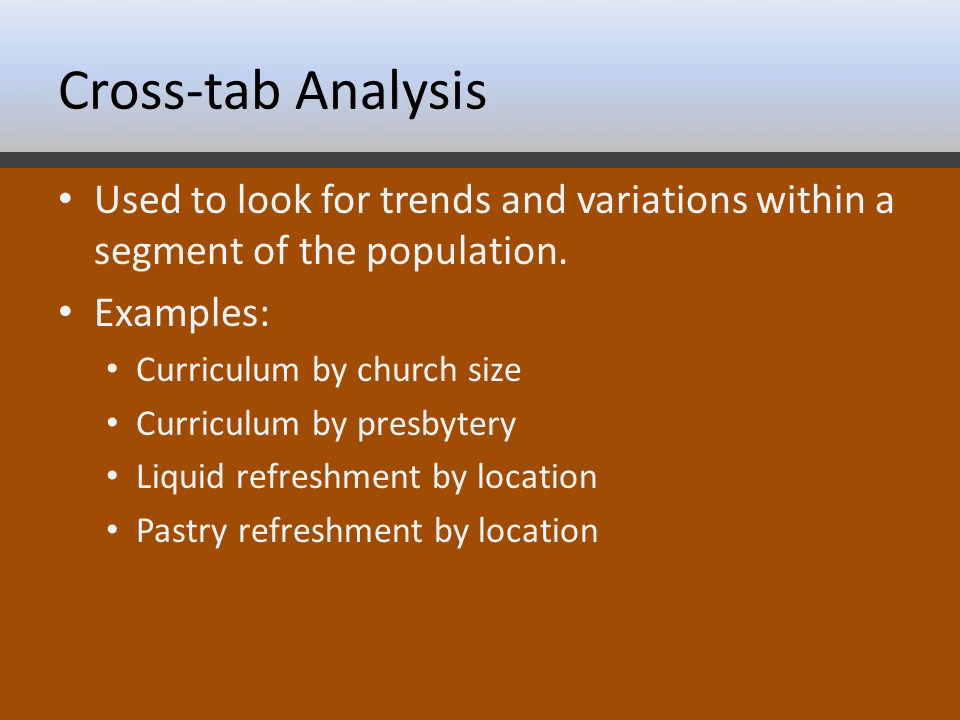 Cross-tab Analysis
• Used to look for trends and variations within a
segment of the population.
• Examples:
• Curriculum by church size
• Curriculum by presbytery
• Liquid refreshment by location
• Pastry refreshment by location